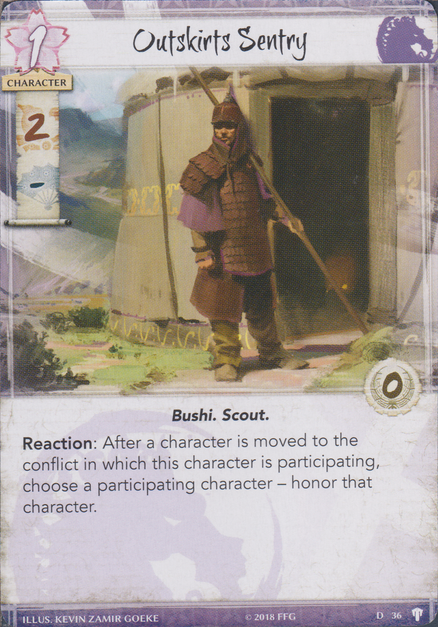 Outskirts Sentry
1
CHARACTER
2
-
0
Bushi. Scout.
Reaction: After a character is moved to the
conflict in which this character is participating,
choose a participating character – honor that
character.
ILLUS. KEVIN ZAMIR GOEKE
© 2018 FFG
D 36